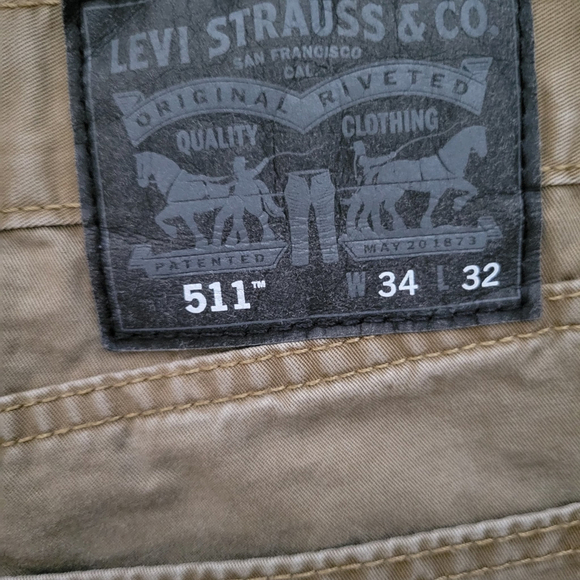 LEVI STRAUSS & CO.
SAN FRANCISCO
CAL.
ORIGINAL RIVETED
QUALITY CLOTHING
PATENTED MAY 20 1873
511™ W 34 L 32